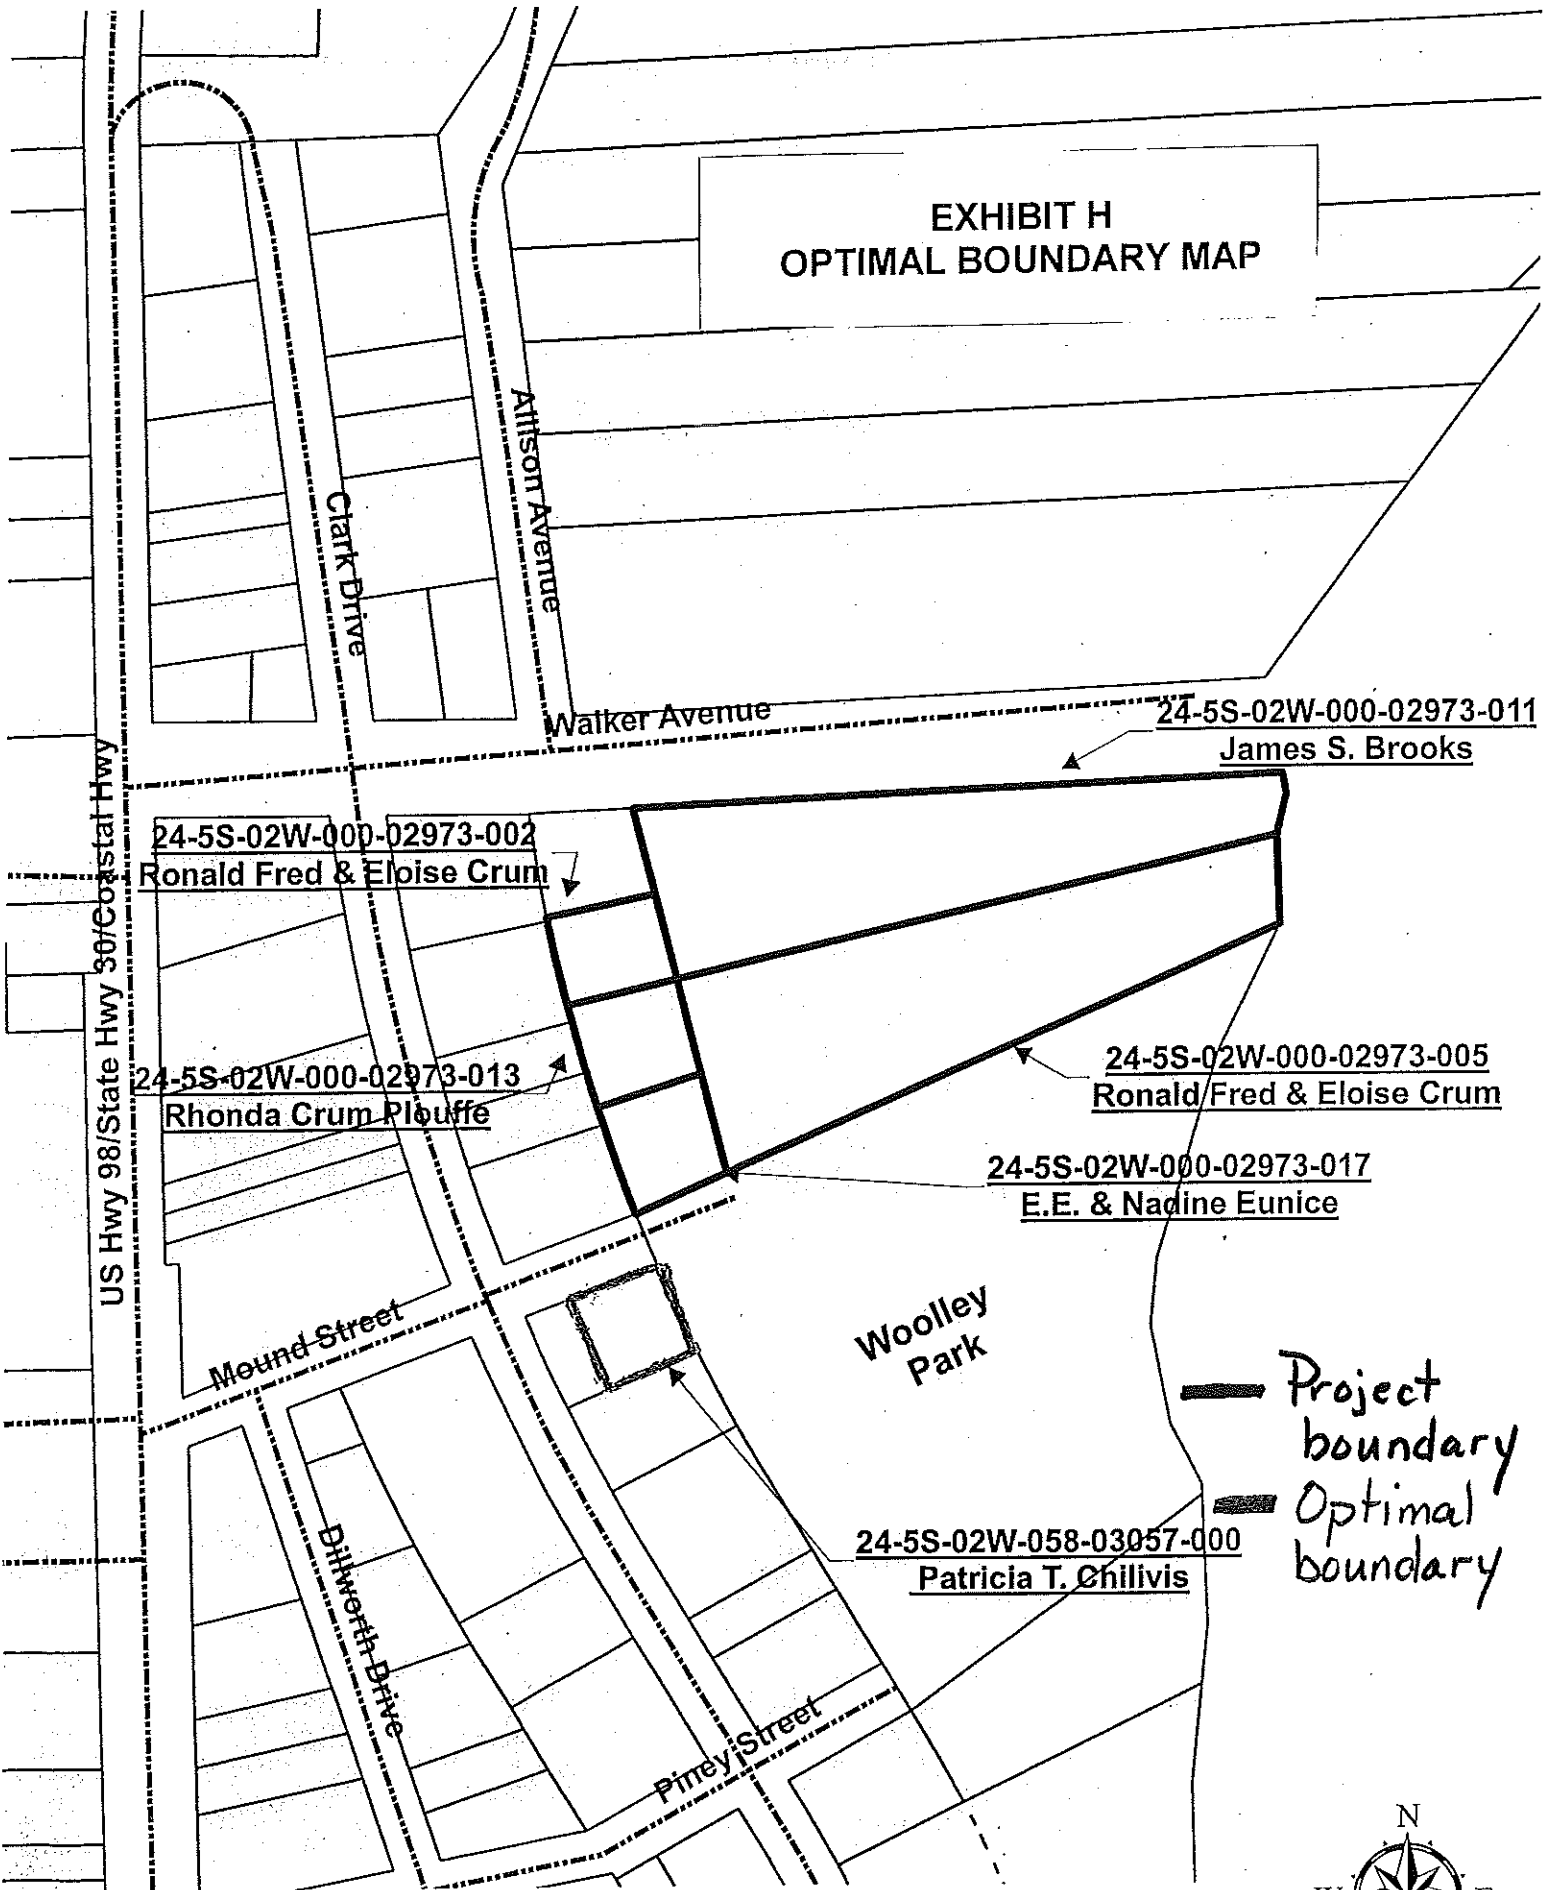 EXHIBIT H
OPTIMAL BOUNDARY MAP
Allison Avenue
Clark Drive
Walker Avenue
24-5S-02W-000-02973-011
James S. Brooks
US Hwy 98/State Hwy 30/Coastal Hwy
24-5S-02W-000-02973-002
Ronald Fred & Eloise Crum
24-5S-02W-000-02973-013
Rhonda Crum Plouffe
24-5S-02W-000-02973-005
Ronald Fred & Eloise Crum
24-5S-02W-000-02973-017
E.E. & Nadine Eunice
Woolley
Park
Mound Street
Project
boundary
Optimal
boundary
24-5S-02W-058-03057-000
Patricia T. Chilivis
Dillworth Drive
Piney Street
N